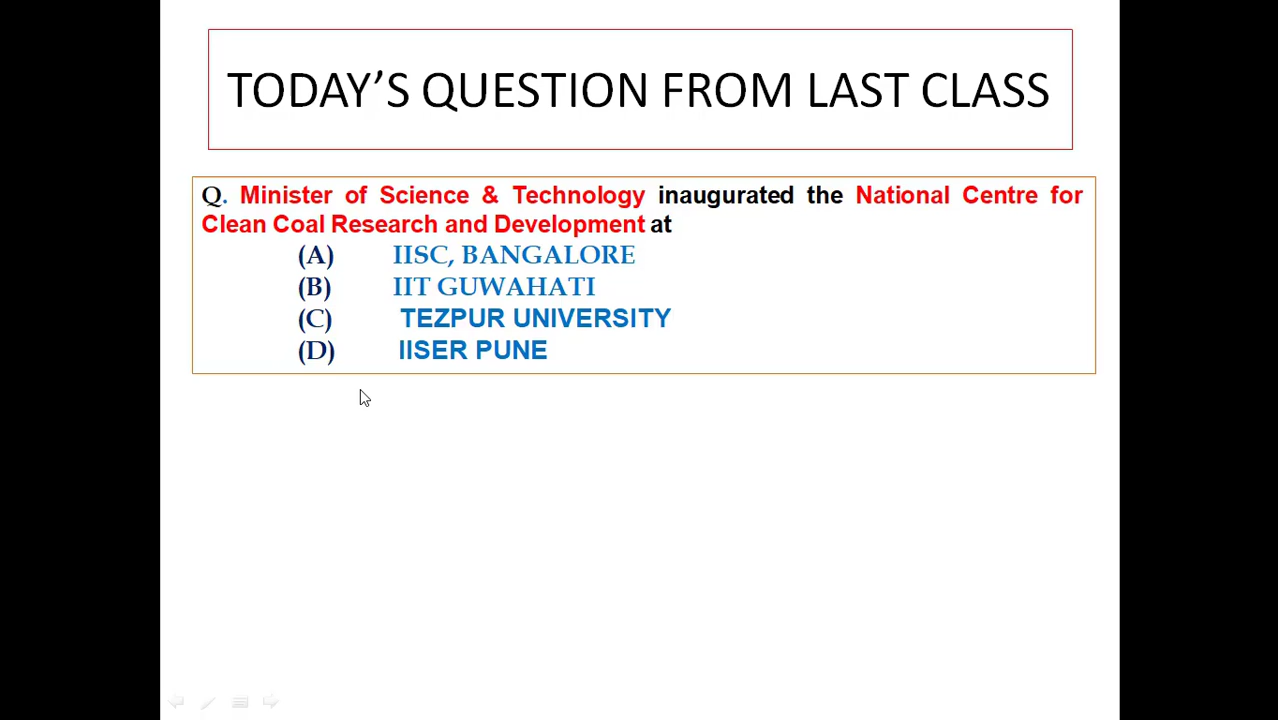 TODAY’S QUESTION FROM LAST CLASS
Q. Minister of Science & Technology inaugurated the National Centre for
Clean Coal Research and Development at
(A) IISC, BANGALORE
(B) IIT GUWAHATI
(C) TEZPUR UNIVERSITY
(D) IISER PUNE